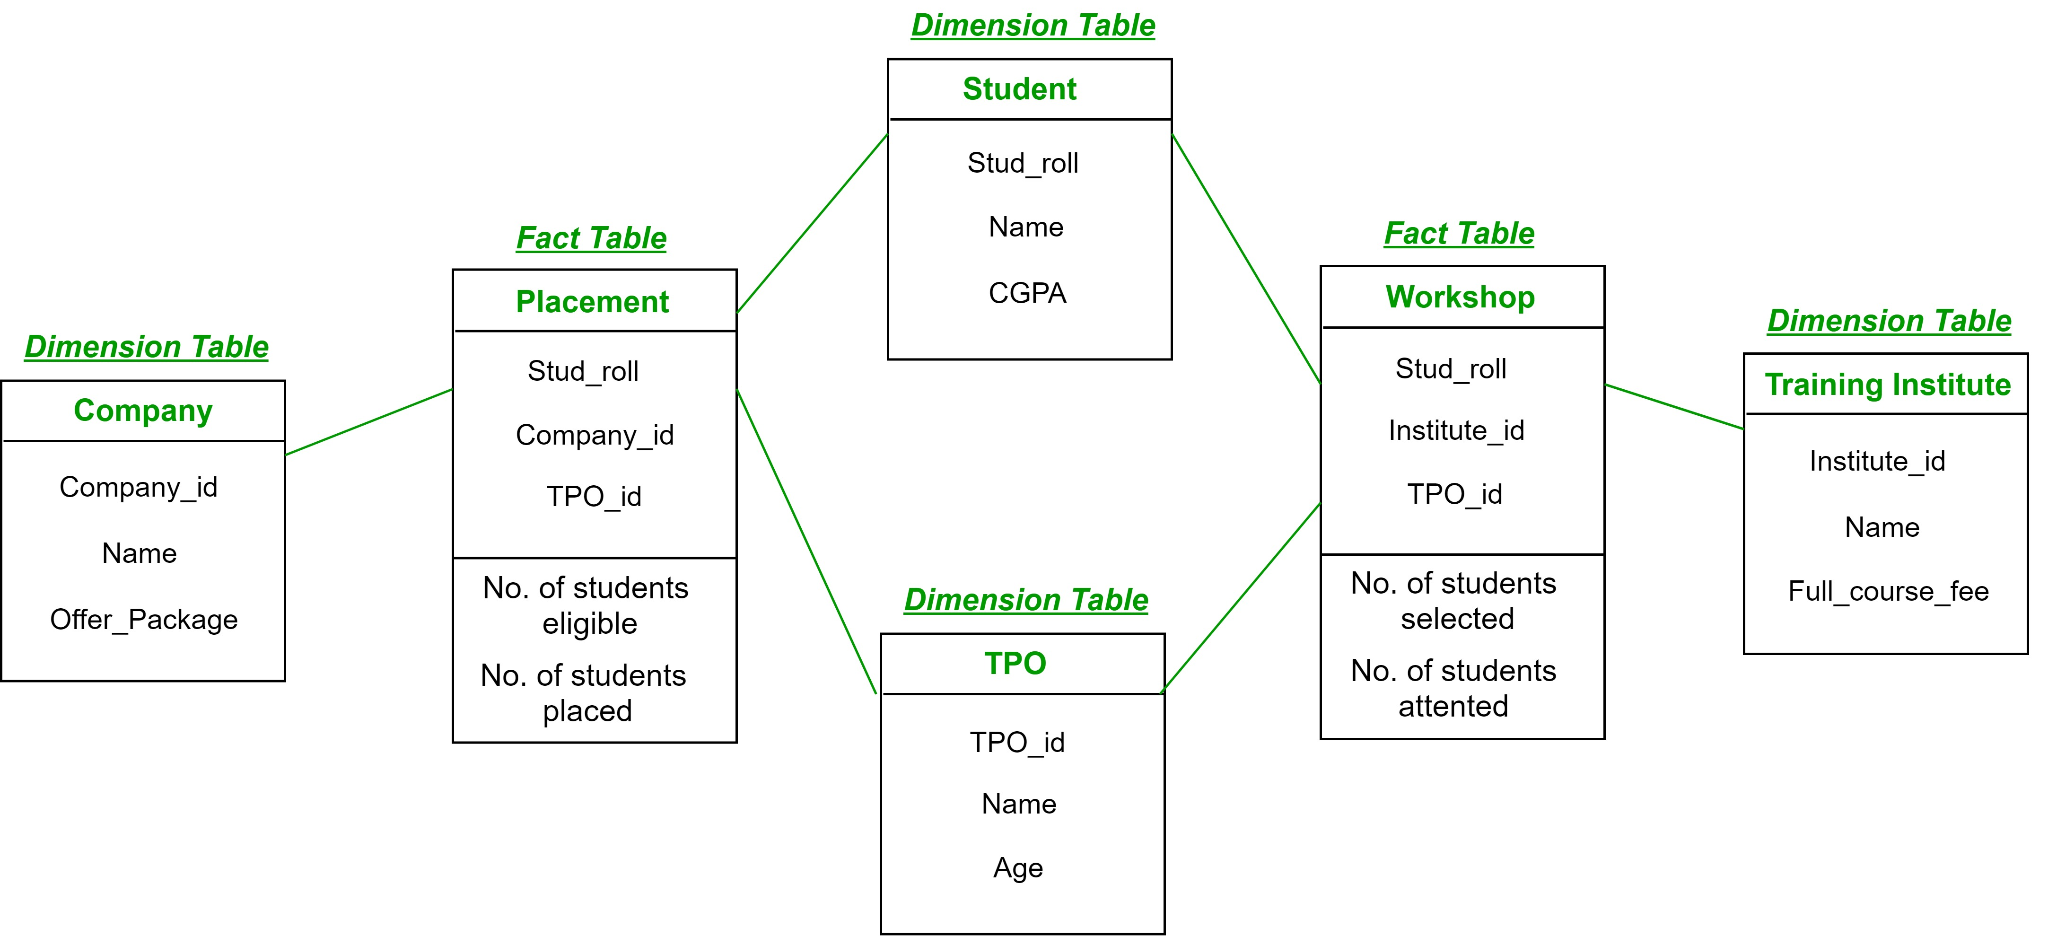 Dimension Table
Student
Stud_roll
Name
CGPA
Fact Table
Placement
Stud_roll
Company_id
TPO_id
No. of students
eligible
No. of students
placed
Fact Table
Workshop
Stud_roll
Institute_id
TPO_id
No. of students
selected
No. of students
attented
Dimension Table
Company
Company_id
Name
Offer_Package
Dimension Table
Training Institute
Institute_id
Name
Full_course_fee
Dimension Table
TPO
TPO_id
Name
Age